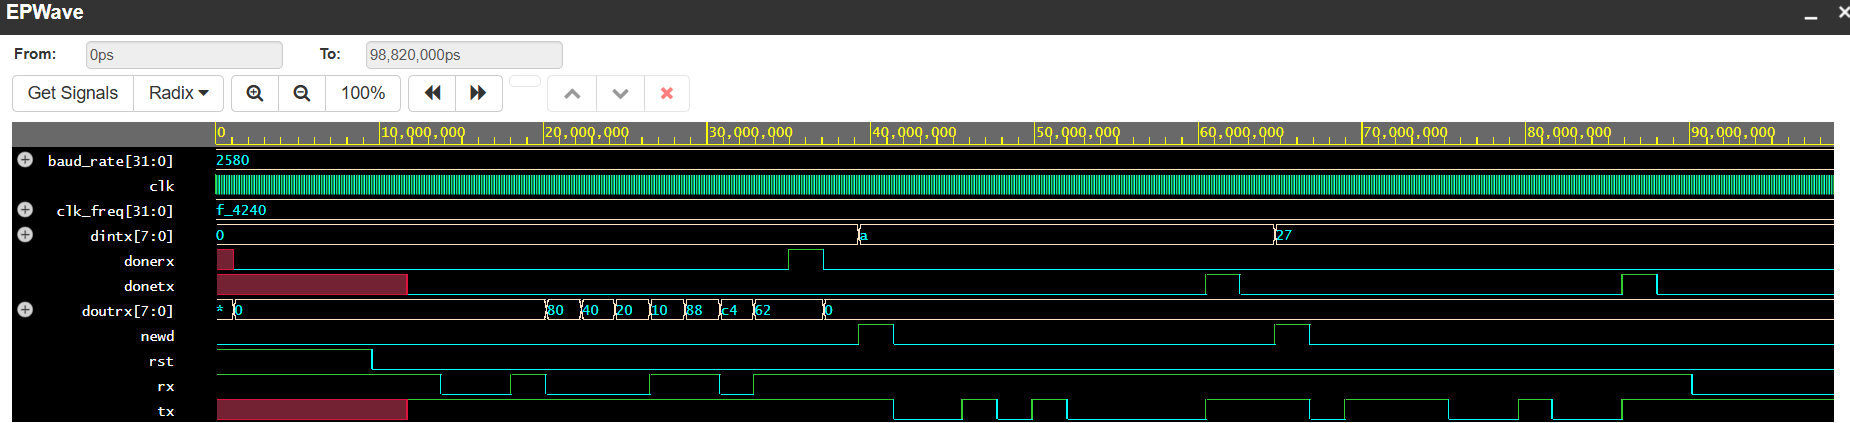 EPWave
From: 0ps To: 98,820,000ps
Get Signals Radix 100%
0 10,000,000 20,000,000 30,000,000 40,000,000 50,000,000 60,000,000 70,000,000 80,000,000 90,000,000
baud_rate[31:0] 2580
clk
clk_freq[31:0] f_4240
dintx[7:0] 0 a 27
donerx
donetx
doutrx[7:0] * 0 80 40 20 10 88 c4 62 0
newd
rst
rx
tx